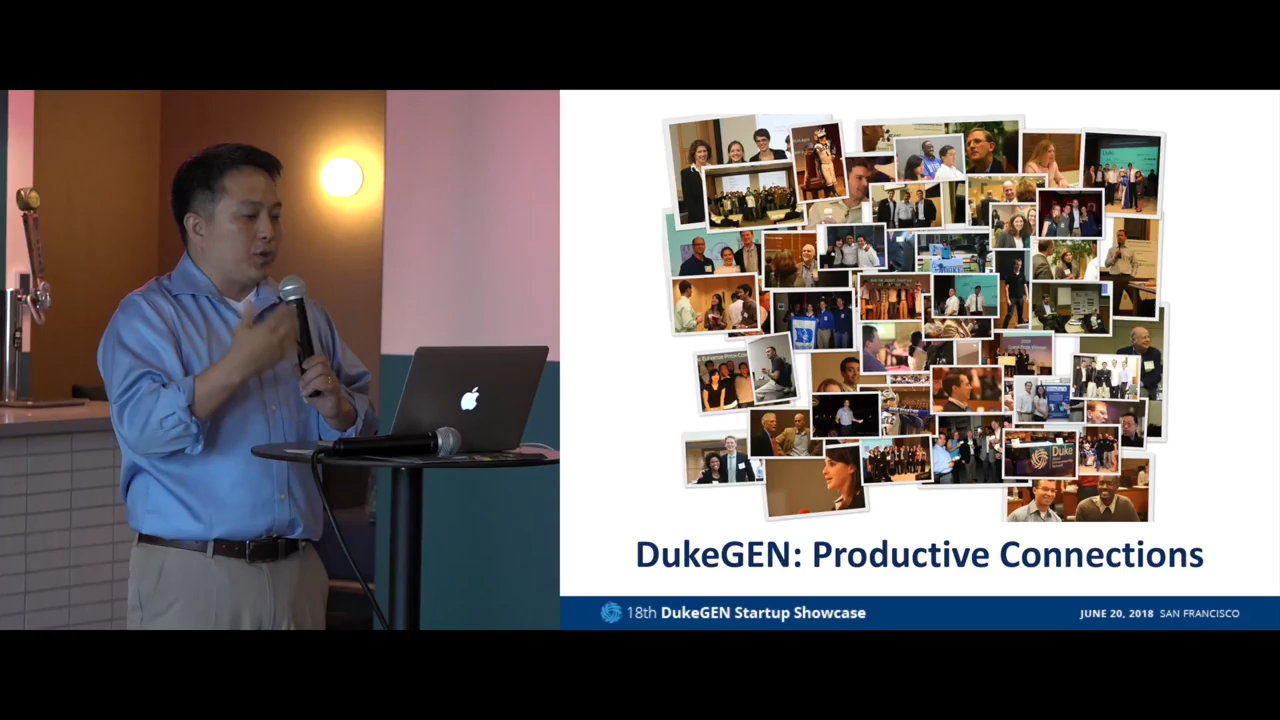 DukeGEN: Productive Connections
18th DukeGEN Startup Showcase
JUNE 20, 2018 SAN FRANCISCO
Duke